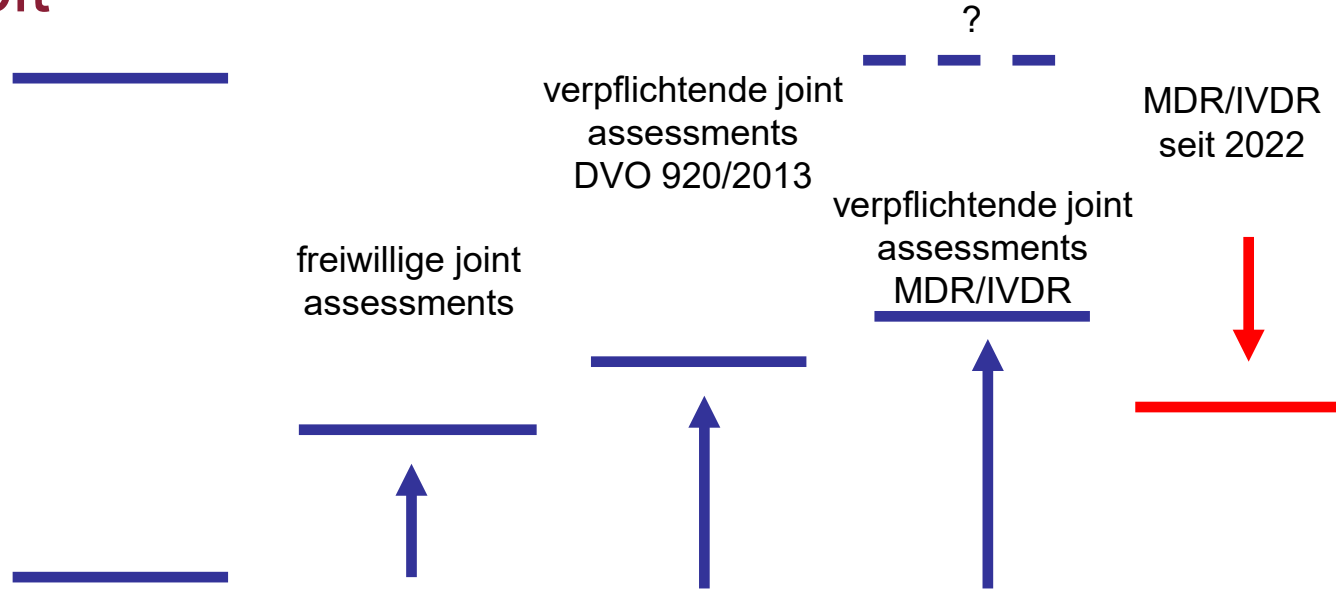 ?
verpflichtende joint
assessments
DVO 920/2013
MDR/IVDR
seit 2022
verpflichtende joint
assessments
MDR/IVDR
freiwillige joint
assessments